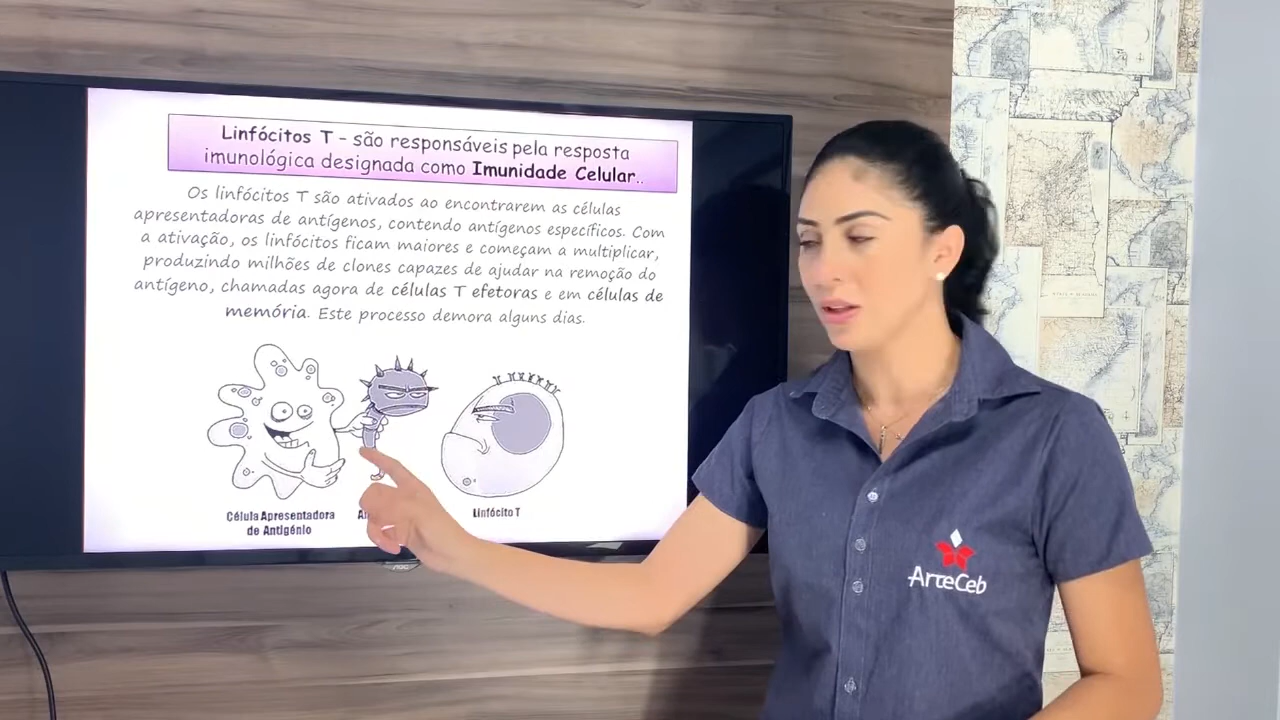 Linfócitos T - são responsáveis pela resposta
imunológica designada como Imunidade Celular..
Os linfócitos T são ativados ao encontrarem as células
apresentadoras de antígenos, contendo antígenos específicos. Com
a ativação, os linfócitos ficam maiores e começam a multiplicar,
produzindo milhões de clones capazes de ajudar na remoção do
antígeno, chamadas agora de células T efetoras e em células de
memória. Este processo demora alguns dias.
Célula Apresentadora
de Antigénio
Linfócito T
ArteCeb
AOC